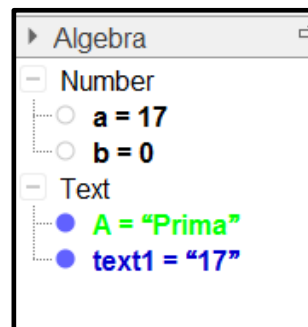 Algebra
Number
a = 17
b = 0
Text
A = “Prima”
text1 = “17”